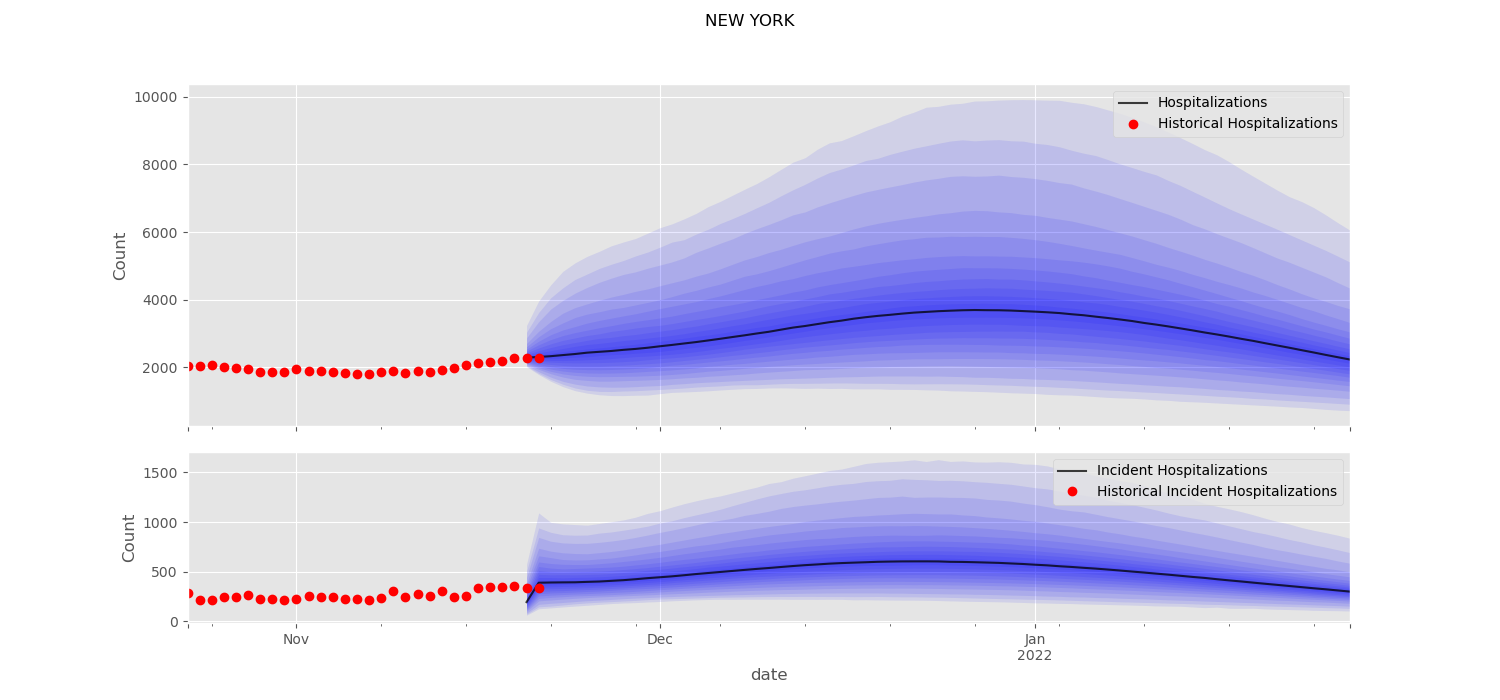 NEW YORK
10000
8000
6000
4000
2000
Count
Hospitalizations
Historical Hospitalizations
1500
1000
500
0
Count
Incident Hospitalizations
Historical Incident Hospitalizations
Nov
Dec
Jan
2022
date